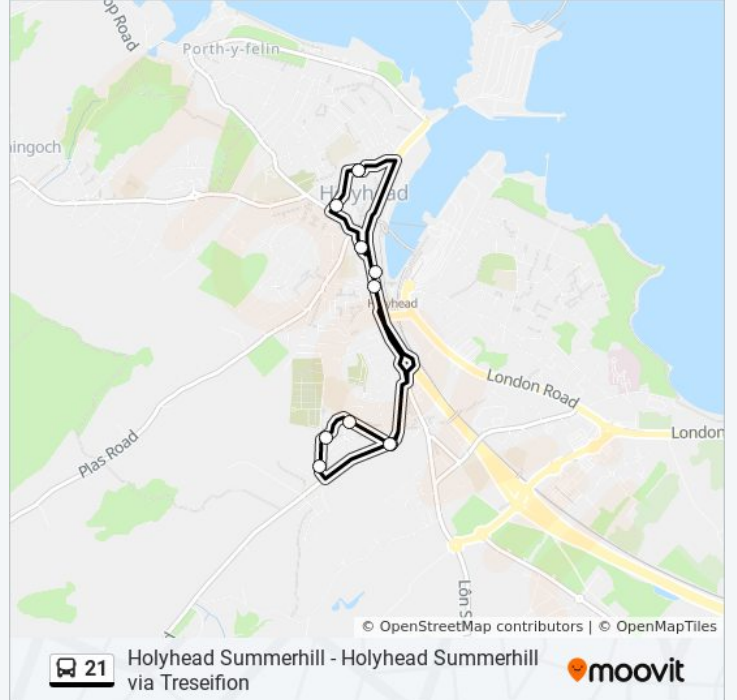 op Road
Porth-y-felin
ingoch
Holyhead
Holyhead
London Road
London
Plas Road
Lôn S
© OpenStreetMap contributors | © OpenMapTiles
21
Holyhead Summerhill - Holyhead Summerhill
via Treseifion
moovit